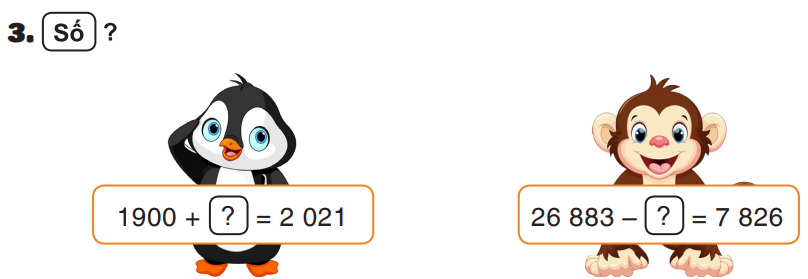 3. Số ?
1900 + ? = 2 021
26 883 – ? = 7 826